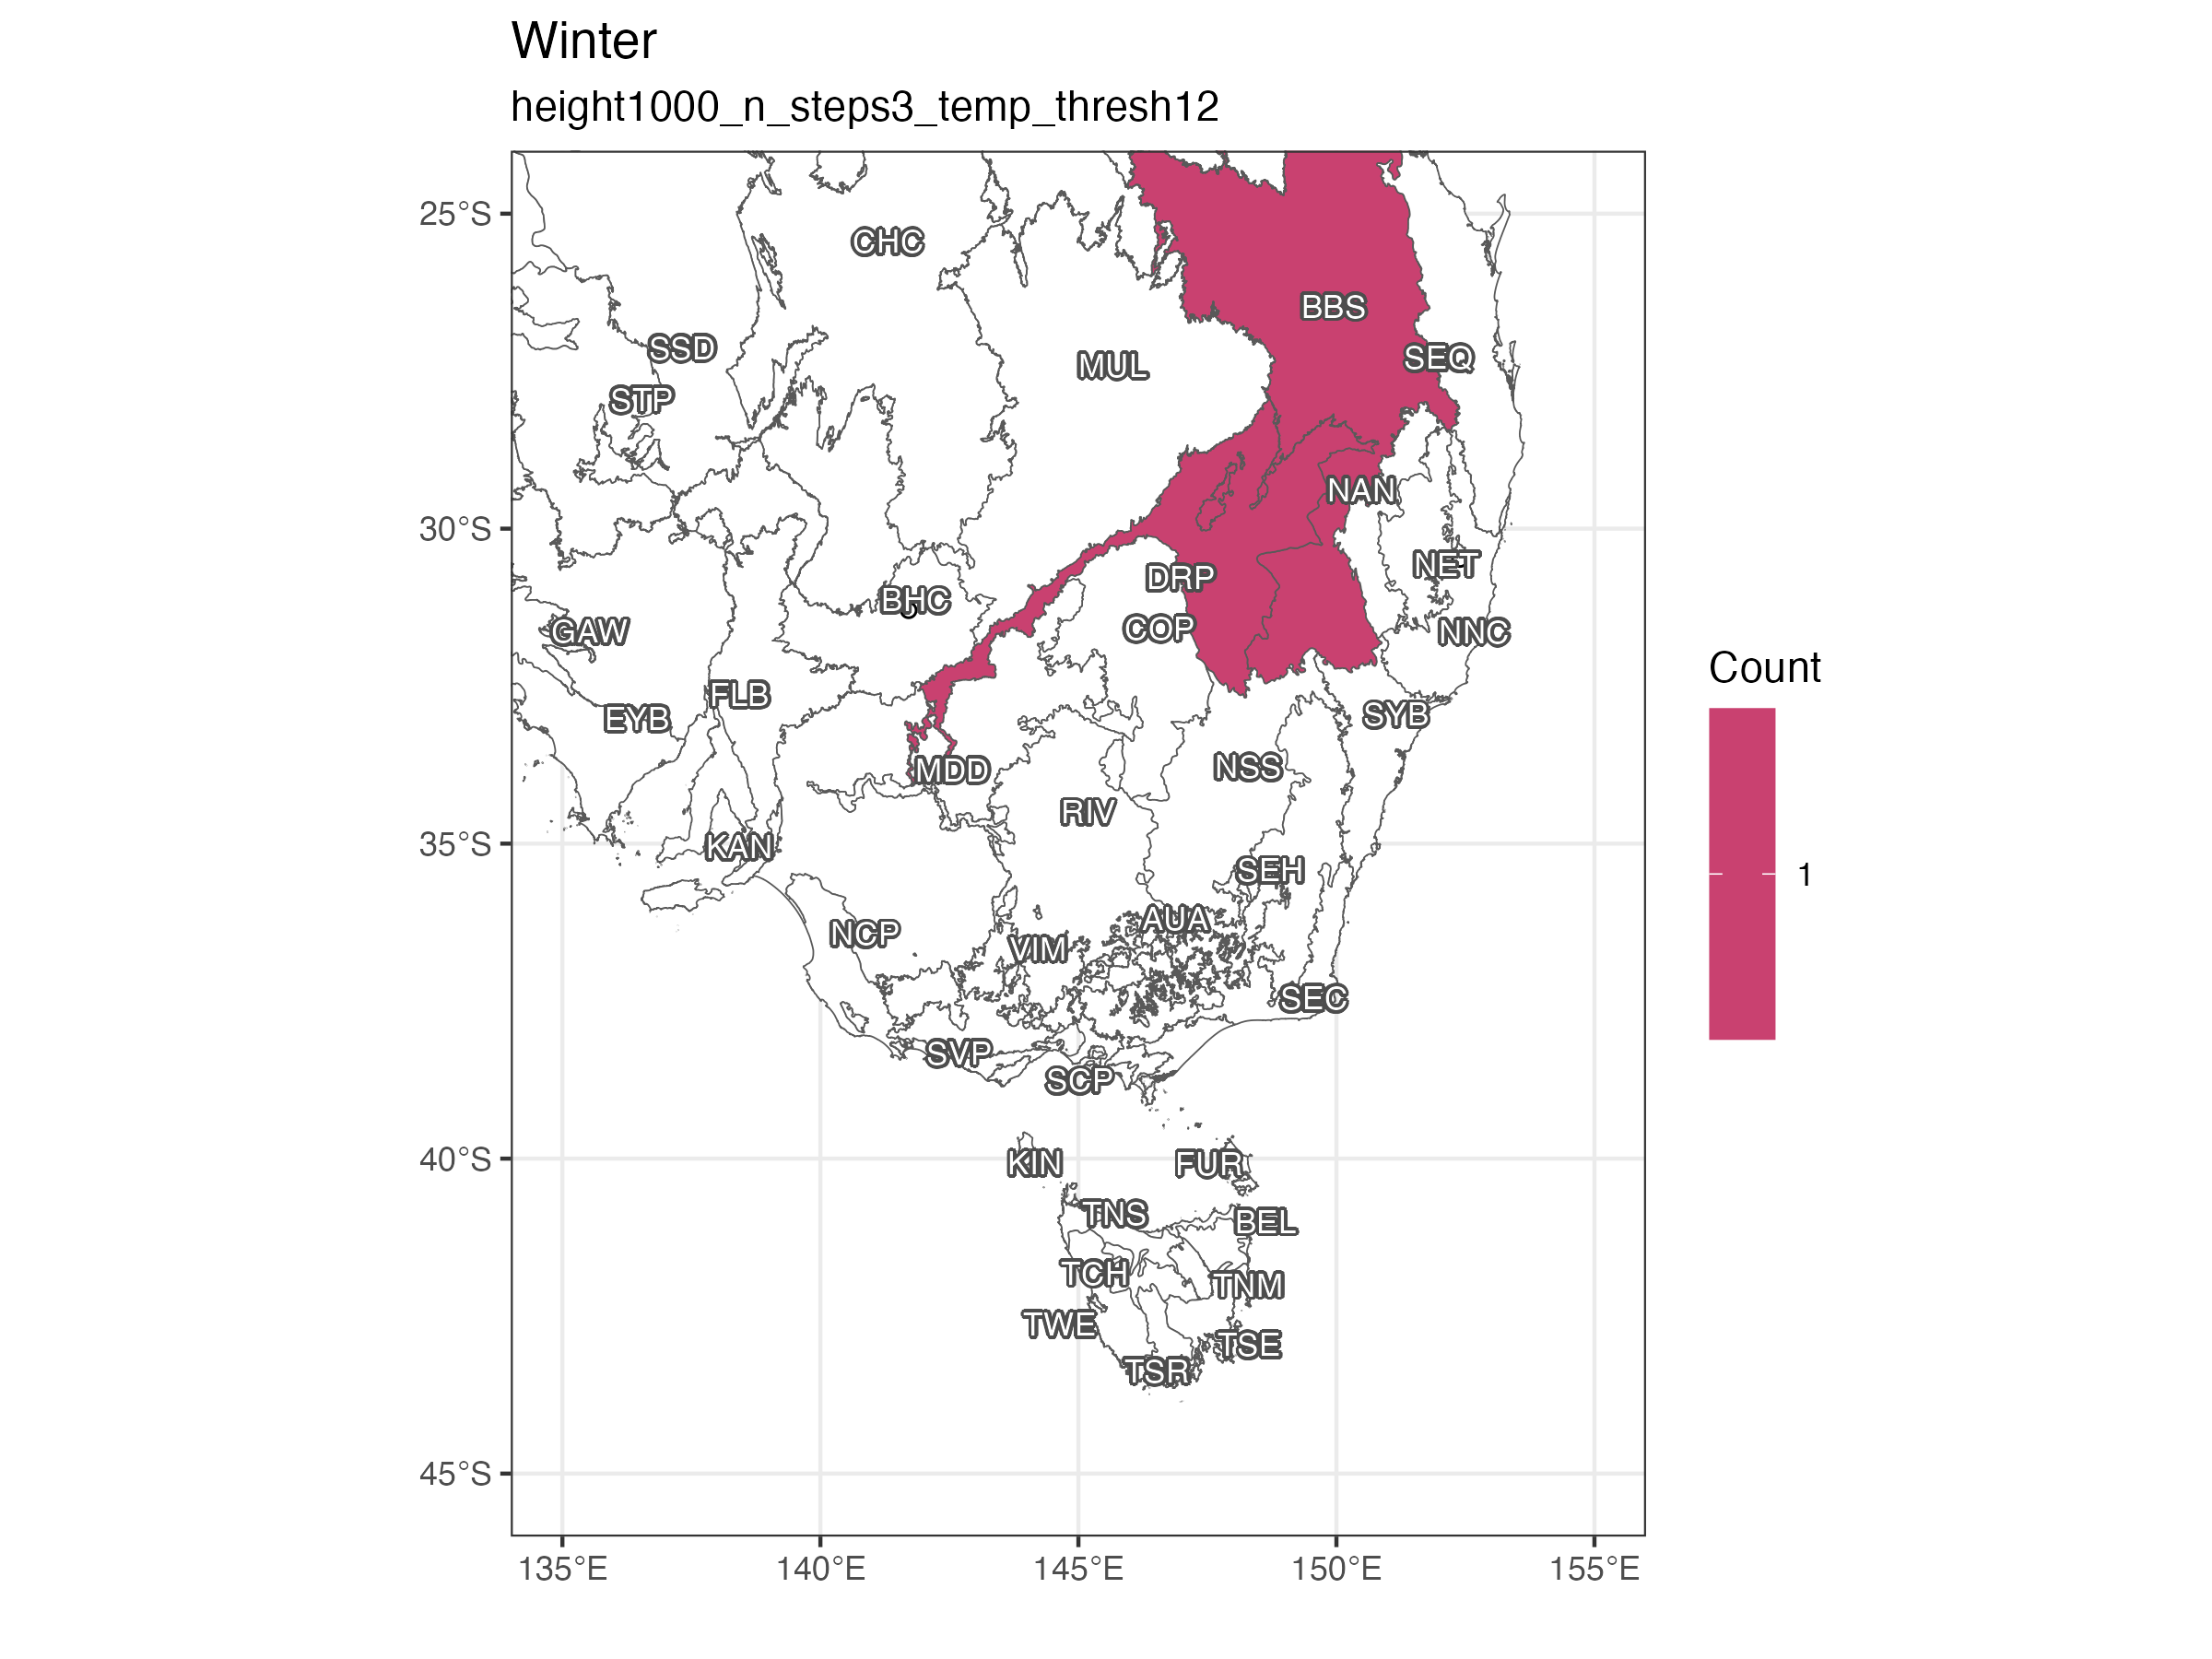 Winter
height1000_n_steps3_temp_thresh12
25°S
30°S
35°S
40°S
45°S
CHC
BBS
SSD
MUL
SEQ
STP
NAN
NET
DRP
BHC
COP
GAW
NNC
FLB
EYB
SYB
MDD
NSS
RIV
KAN
SEH
AUA
NCP
VIM
SEC
SVP
SCP
KIN
FUR
TNS
BEL
TCH
TNM
TWE
TSE
TSR
135°E
140°E
145°E
150°E
155°E
Count
1